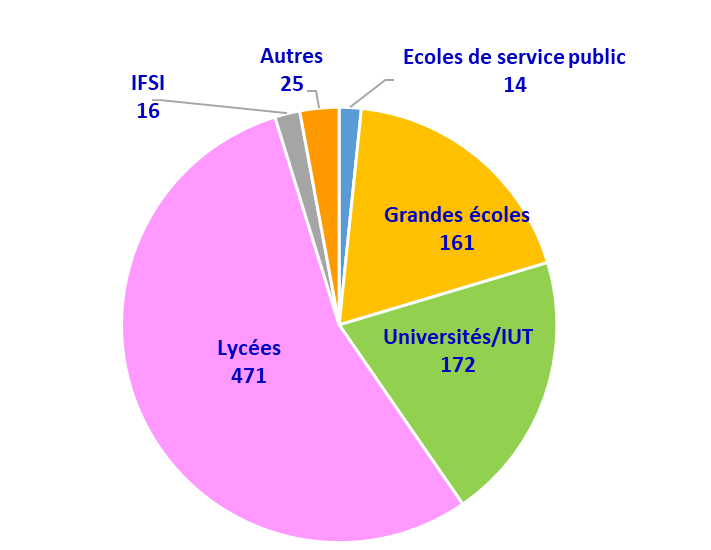 Ecoles de service public
14
Autres
25
IFSI
16
Grandes écoles
161
Universités/IUT
172
Lycées
471